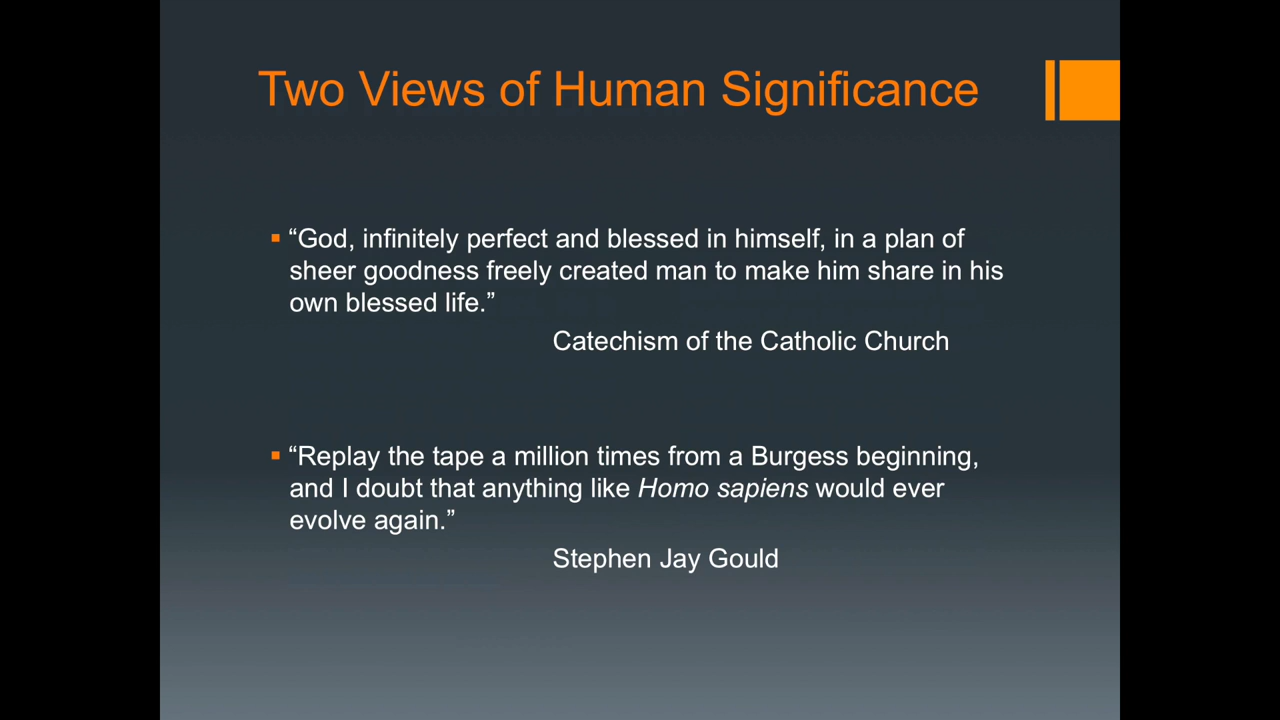 Two Views of Human Significance
“God, infinitely perfect and blessed in himself, in a plan of
sheer goodness freely created man to make him share in his
own blessed life.”
Catechism of the Catholic Church
“Replay the tape a million times from a Burgess beginning,
and I doubt that anything like Homo sapiens would ever
evolve again.”
Stephen Jay Gould